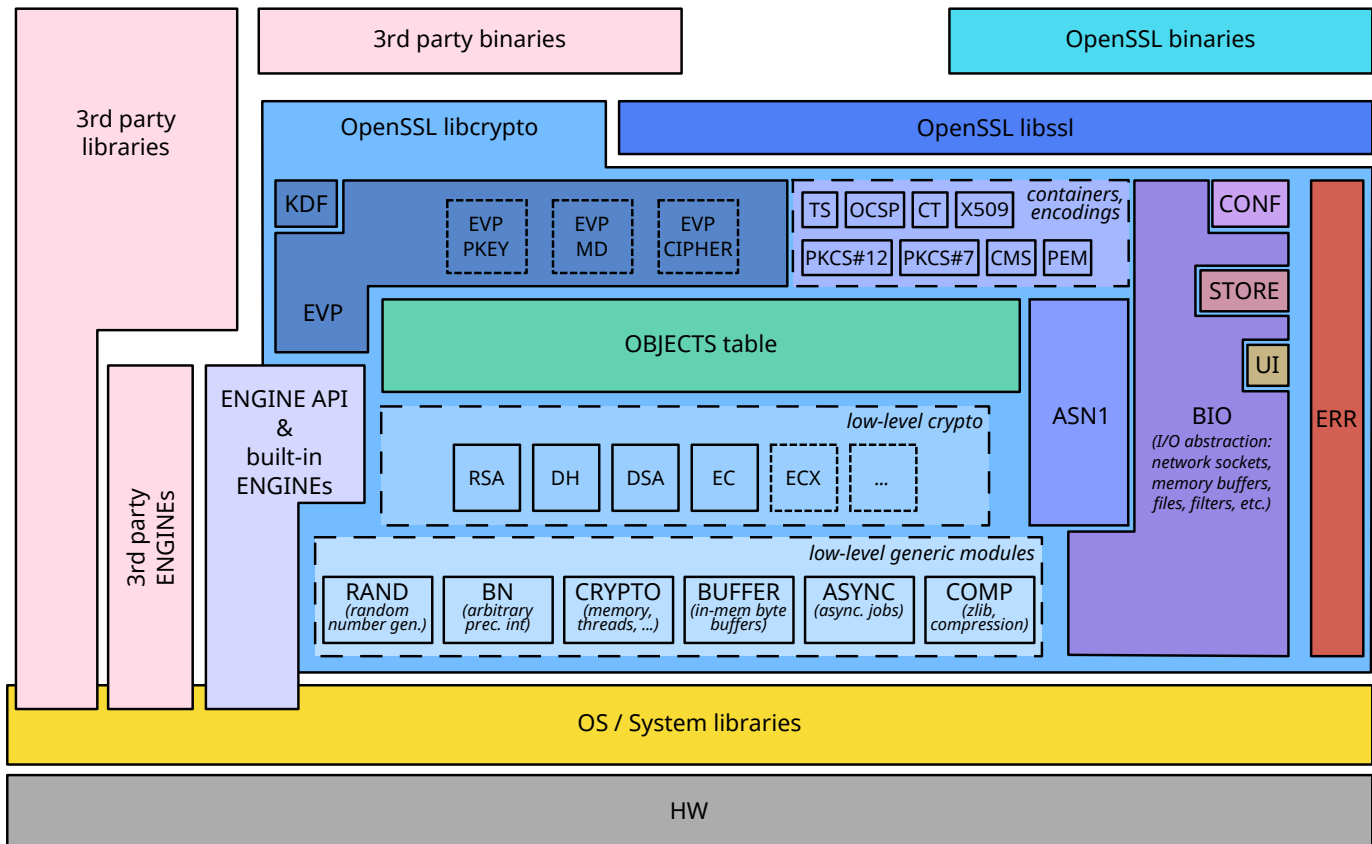 3rd party binaries
OpenSSL binaries
3rd party
libraries
OpenSSL libcrypto
OpenSSL libssl
KDF
EVP
PKEY
EVP
MD
EVP
CIPHER
EVP
containers,
encodings
TS
OCSP
CT
X509
PKCS#12
PKCS#7
CMS
PEM
CONF
STORE
UI
BIO
(I/O abstraction:
network sockets,
memory buffers,
files, filters, etc.)
ERR
OBJECTS table
ASN1
ENGINE API
&
built-in
ENGINEs
3rd party
ENGINEs
low-level crypto
RSA
DH
DSA
EC
ECX
...
low-level generic modules
RAND
(random
number gen.)
BN
(arbitrary
prec. int)
CRYPTO
(memory,
threads, ...)
BUFFER
(in-mem byte
buffers)
ASYNC
(async. jobs)
COMP
(zlib,
compression)
OS / System libraries
HW